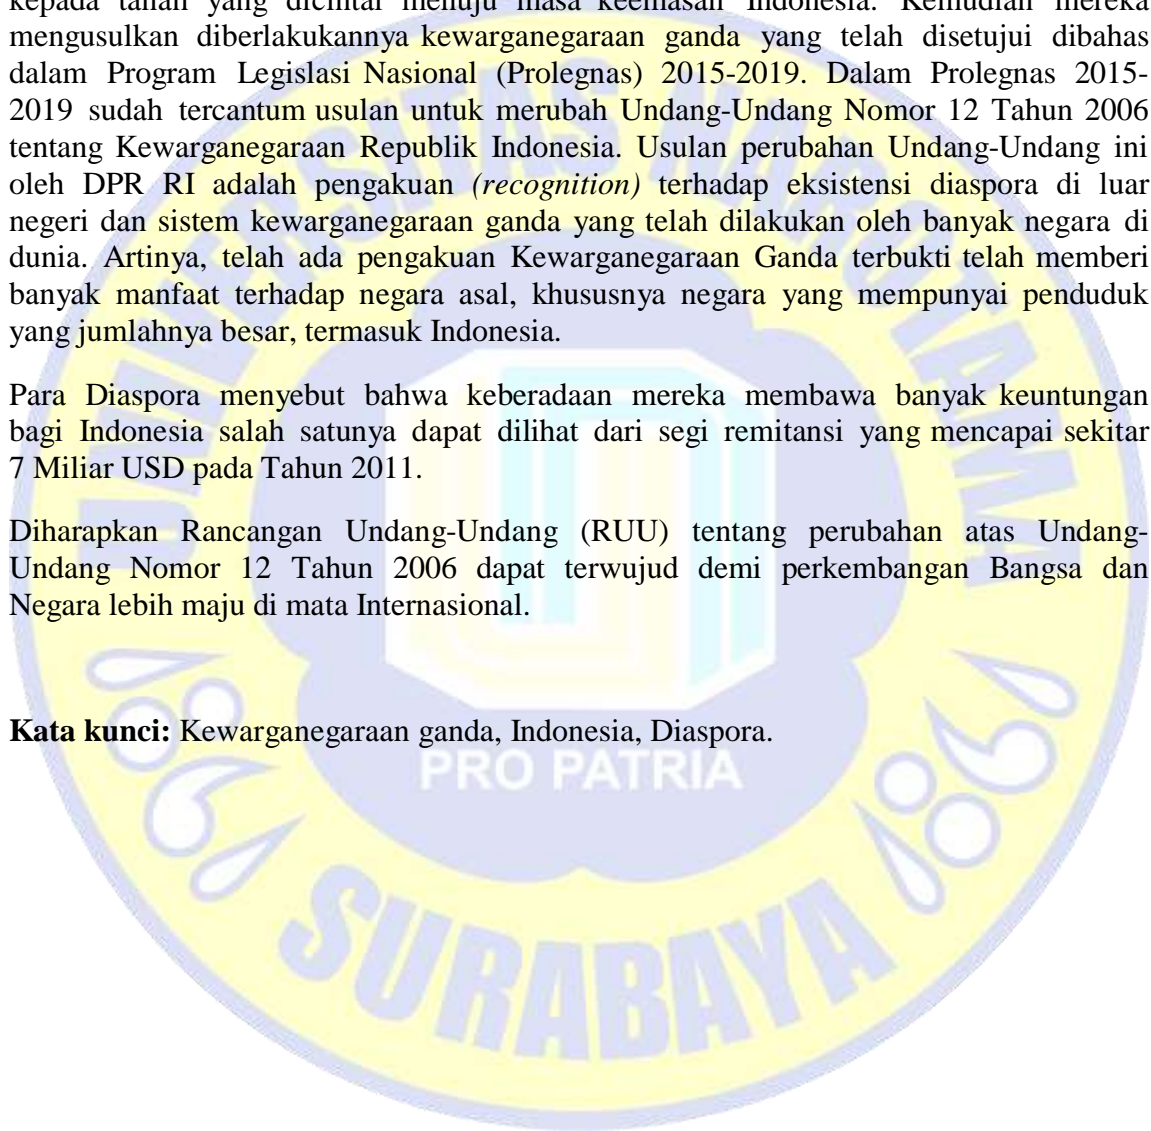 kepada tanah yang dicintai menuju masa keemasan Indonesia. Kemudian mereka
mengusulkan diberlakukannya kewarganegaraan ganda yang telah disetujui dibahas
dalam Program Legislasi Nasional (Prolegnas) 2015-2019. Dalam Prolegnas 2015-
2019 sudah tercantum usulan untuk merubah Undang-Undang Nomor 12 Tahun 2006
tentang Kewarganegaraan Republik Indonesia. Usulan perubahan Undang-Undang ini
oleh DPR RI adalah pengakuan (recognition) terhadap eksistensi diaspora di luar
negeri dan sistem kewarganegaraan ganda yang telah dilakukan oleh banyak negara di
dunia. Artinya, telah ada pengakuan Kewarganegaraan Ganda terbukti telah memberi
banyak manfaat terhadap negara asal, khususnya negara yang mempunyai penduduk
yang jumlahnya besar, termasuk Indonesia.
Para Diaspora menyebut bahwa keberadaan mereka membawa banyak keuntungan
bagi Indonesia salah satunya dapat dilihat dari segi remitansi yang mencapai sekitar
7 Miliar USD pada Tahun 2011.
Diharapkan Rancangan Undang-Undang (RUU) tentang perubahan atas Undang-
Undang Nomor 12 Tahun 2006 dapat terwujud demi perkembangan Bangsa dan
Negara lebih maju di mata Internasional.
Kata kunci: Kewarganegaraan ganda, Indonesia, Diaspora.
UNIVERSITAS NAROTAMA
PRO PATRIA
SURABAYA